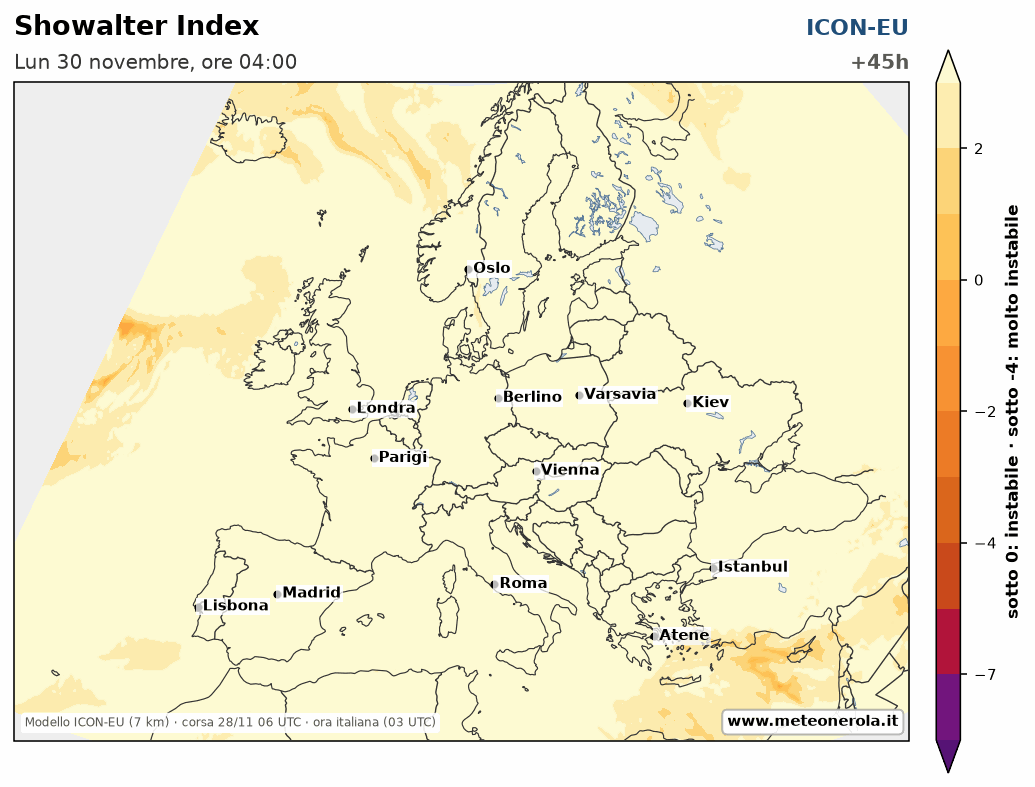 Showalter Index
ICON-EU
Lun 30 novembre, ore 04:00
+45h
Oslo
Berlino
Varsavia
Kiev
Londra
Parigi
Vienna
Istanbul
Roma
Madrid
Lisbona
Atene
Modello ICON-EU (7 km) · corsa 28/11 06 UTC · ora italiana (03 UTC)
www.meteonerola.it
2
0
−2
−4
−7
sotto 0: instabile · sotto -4: molto instabile